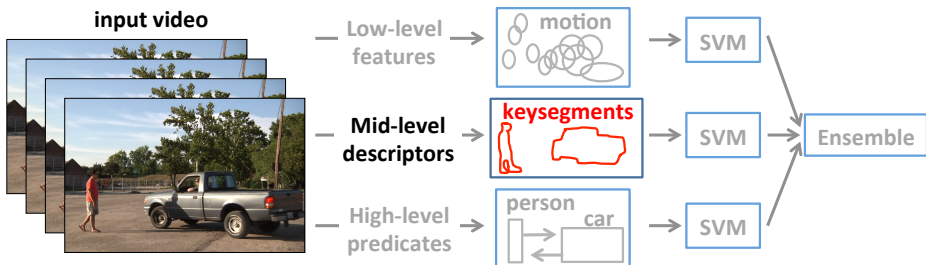 input video
Low-level
features
motion
SVM
Mid-level
descriptors
keysegments
SVM
Ensemble
High-level
predicates
person
car
SVM